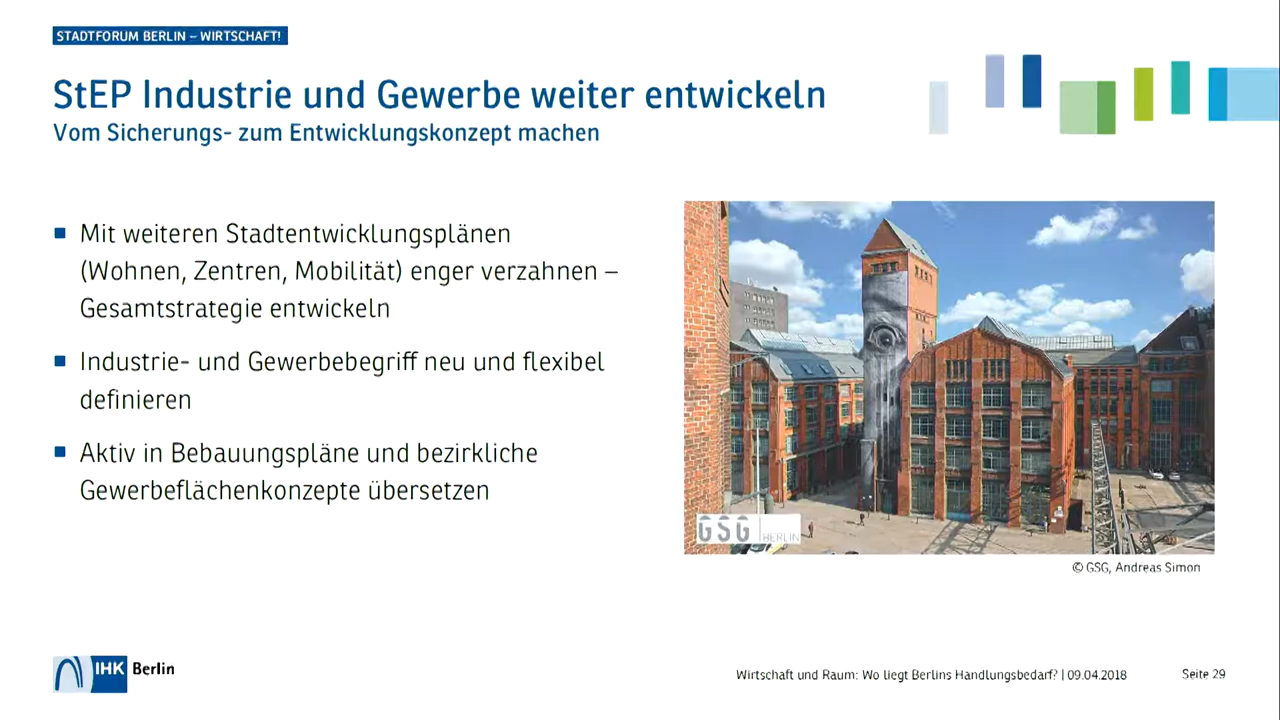 STADTFORUM BERLIN – WIRTSCHAFT!
StEP Industrie und Gewerbe weiter entwickeln
Vom Sicherungs- zum Entwicklungskonzept machen
▪ Mit weiteren Stadtentwicklungsplänen
(Wohnen, Zentren, Mobilität) enger verzahnen –
Gesamtstrategie entwickeln
▪ Industrie- und Gewerbebegriff neu und flexibel
definieren
▪ Aktiv in Bebauungspläne und bezirkliche
Gewerbeflächenkonzepte übersetzen
GSG BERLIN
© GSG, Andreas Simon
IHK Berlin
Wirtschaft und Raum: Wo liegt Berlins Handlungsbedarf? | 09.04.2018
Seite 29